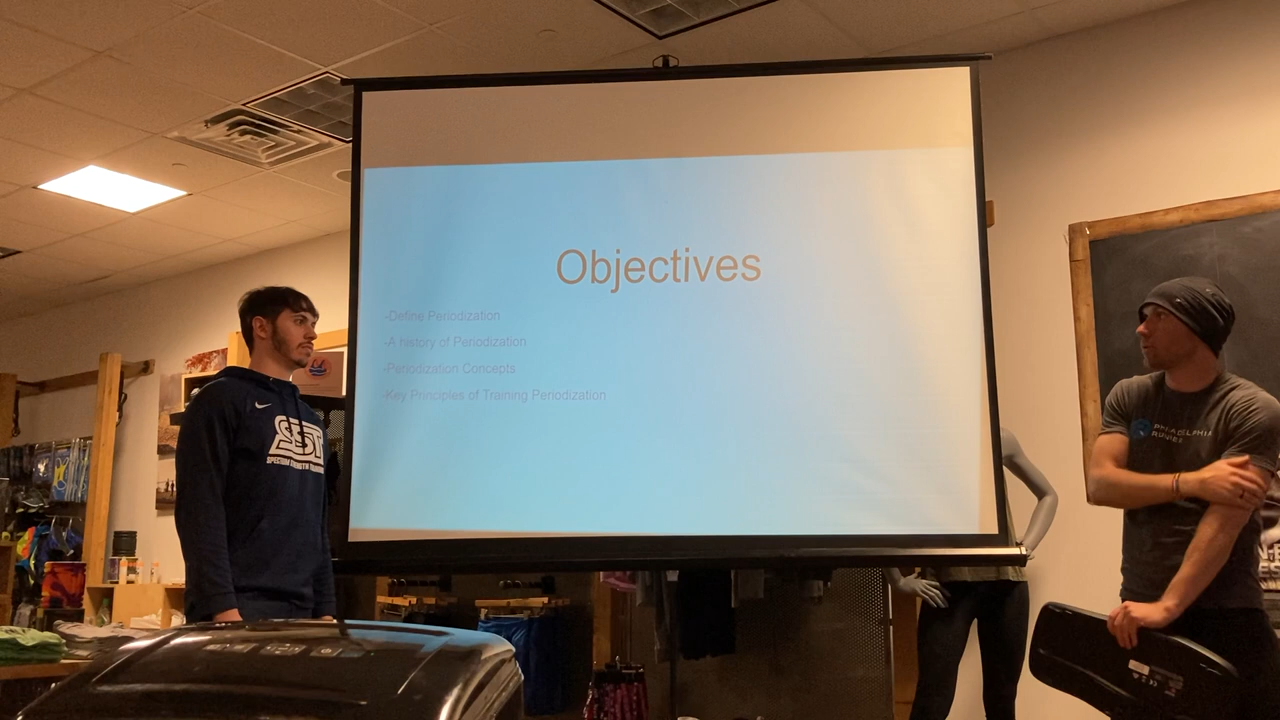 Objectives
-Define Periodization
-A history of Periodization
-Periodization Concepts
-Key Principles of Training Periodization
SST
SPECTRUM STRENGTH TRAINING
PHILADELPHIA
RUNNER